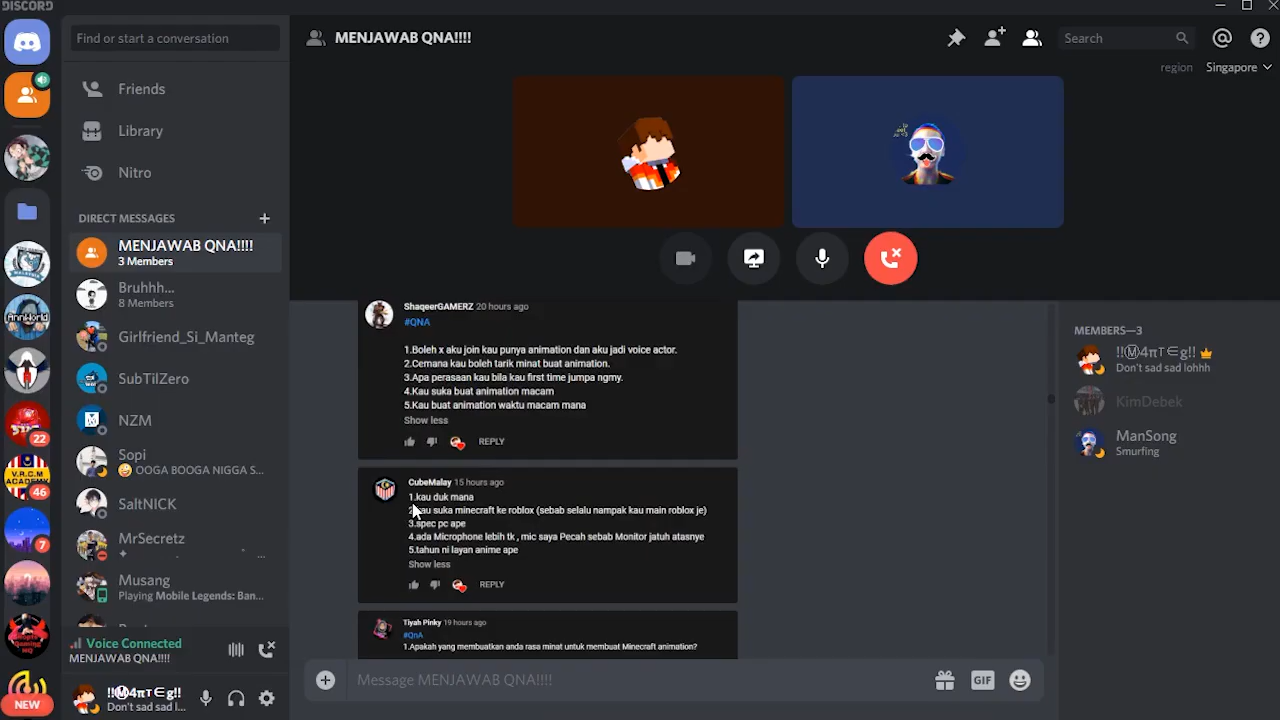 DISCORD
Find or start a conversation
Friends
Library
Nitro
DIRECT MESSAGES
MENJAWAB QNA!!!!
3 Members
Bruhhh...
8 Members
Girlfriend_Si_Manteg
SubTilZero
NZM
Sopi
OOGA BOOGA NIGGA S...
SaltNICK
MrSecretz
Musang
Playing Mobile Legends: Ban...
Voice Connected
MENJAWAB QNA!!!!
!!Ⓜ4πт∈g!!
Don't sad sad l...
22
V.R.C.M
ACADEMY
46
7
NEW
MENJAWAB QNA!!!!
Search
region Singapore
ShaqeerGAMERZ 20 hours ago
#QNA
1.Boleh x aku join kau punya animation dan aku jadi voice actor.
2.Cemana kau boleh tarik minat buat animation.
3.Apa perasaan kau bila kau first time jumpa ngmy.
4.Kau suka buat animation macam
5.Kau buat animation waktu macam mana
Show less
REPLY
CubeMalay 15 hours ago
1.kau duk mana
2.kau suka minecraft ke roblox (sebab selalu nampak kau main roblox je)
3.spec pc ape
4.ada Microphone lebih tk , mic saya Pecah sebab Monitor jatuh atasnye
5.tahun ni layan anime ape
Show less
REPLY
Tiyah Pinky 19 hours ago
#QnA
1.Apakah yang membuatkan anda rasa minat untuk membuat Minecraft animation?
Message MENJAWAB QNA!!!!
GIF
MEMBERS—3
!!Ⓜ4πт∈g!!
Don't sad sad lohhh
KimDebek
ManSong
Smurfing